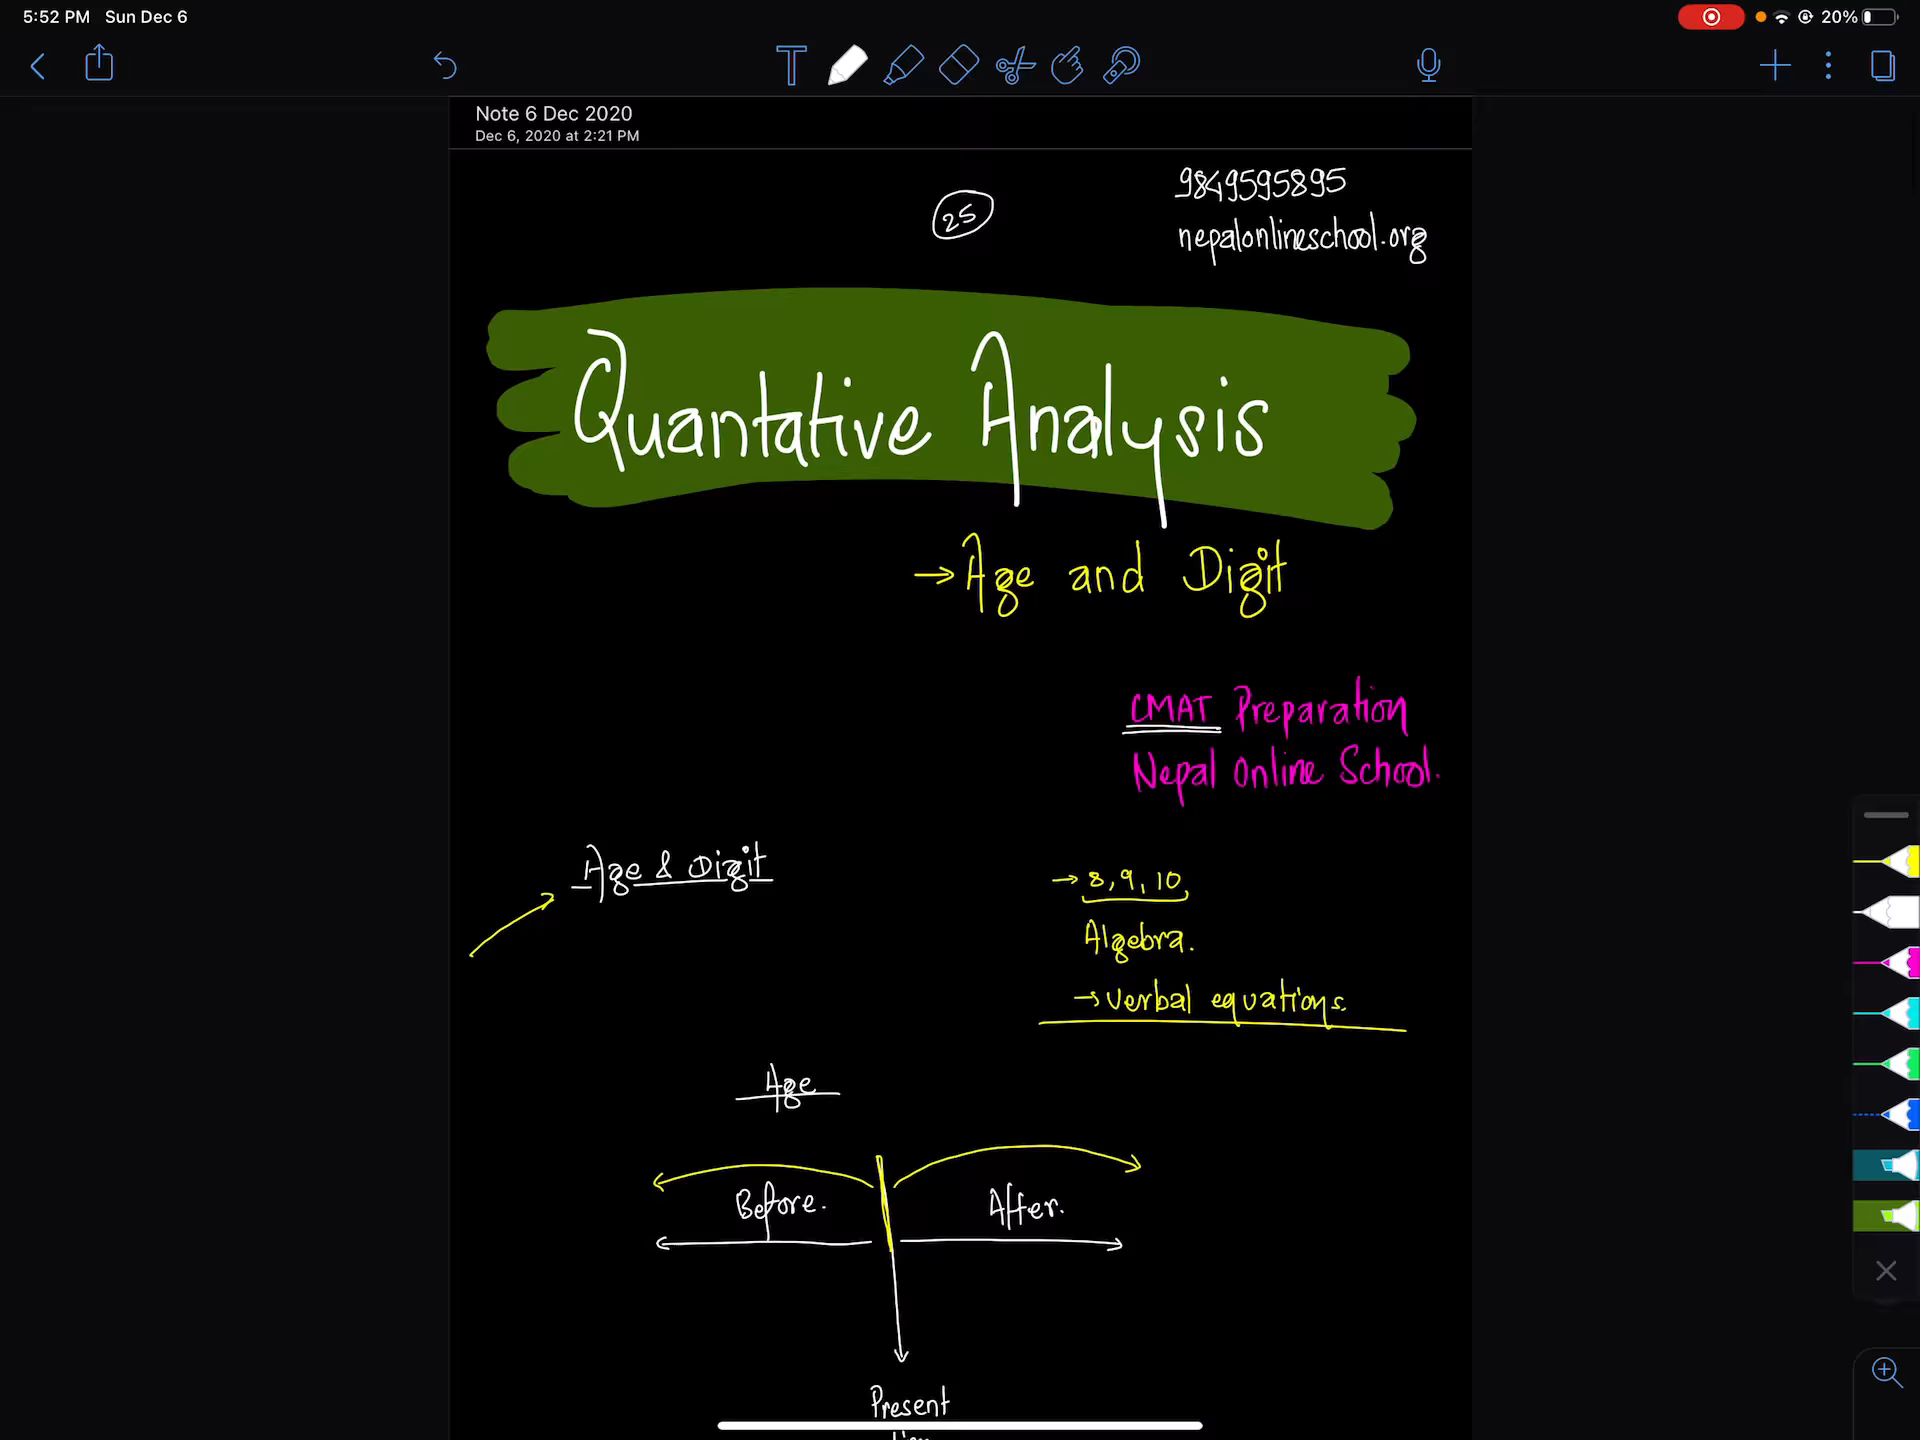 5:52 PM Sun Dec 6
20%
Note 6 Dec 2020
Dec 6, 2020 at 2:21 PM
25
9849595895
nepalonlineschool.org
Quantative Analysis
→ Age and Digit
CMAT Preparation
Nepal Online School.
Age & Digit
→ 8, 9, 10,
Algebra.
→ verbal equations.
Age
Before. After.
Present